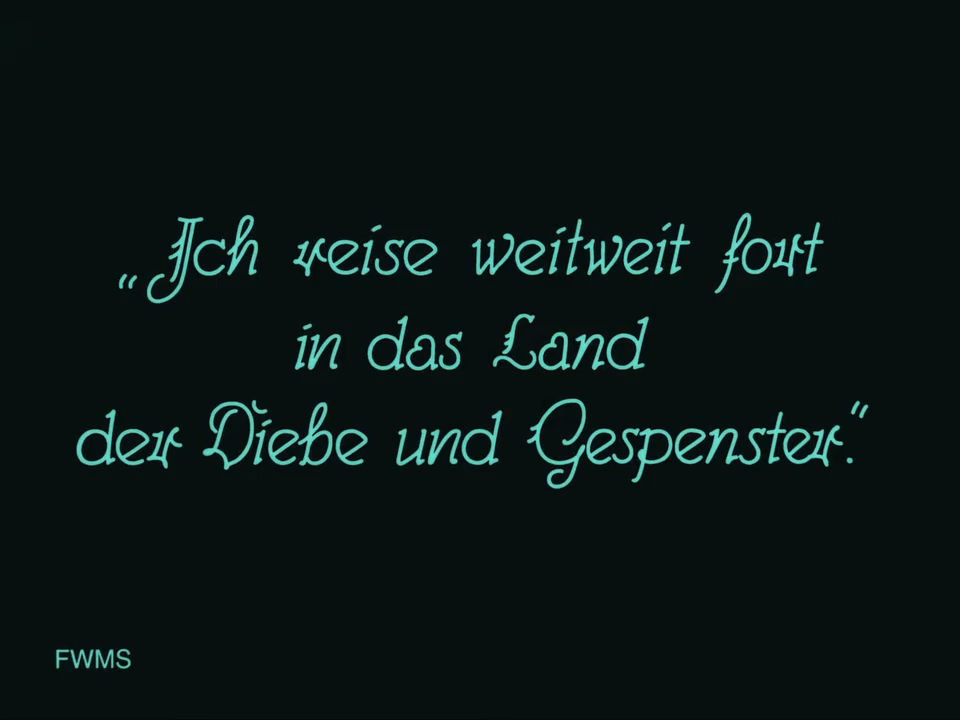 „Ich reise weitweit fort
in das Land
der Diebe und Gespenster.“
FWMS